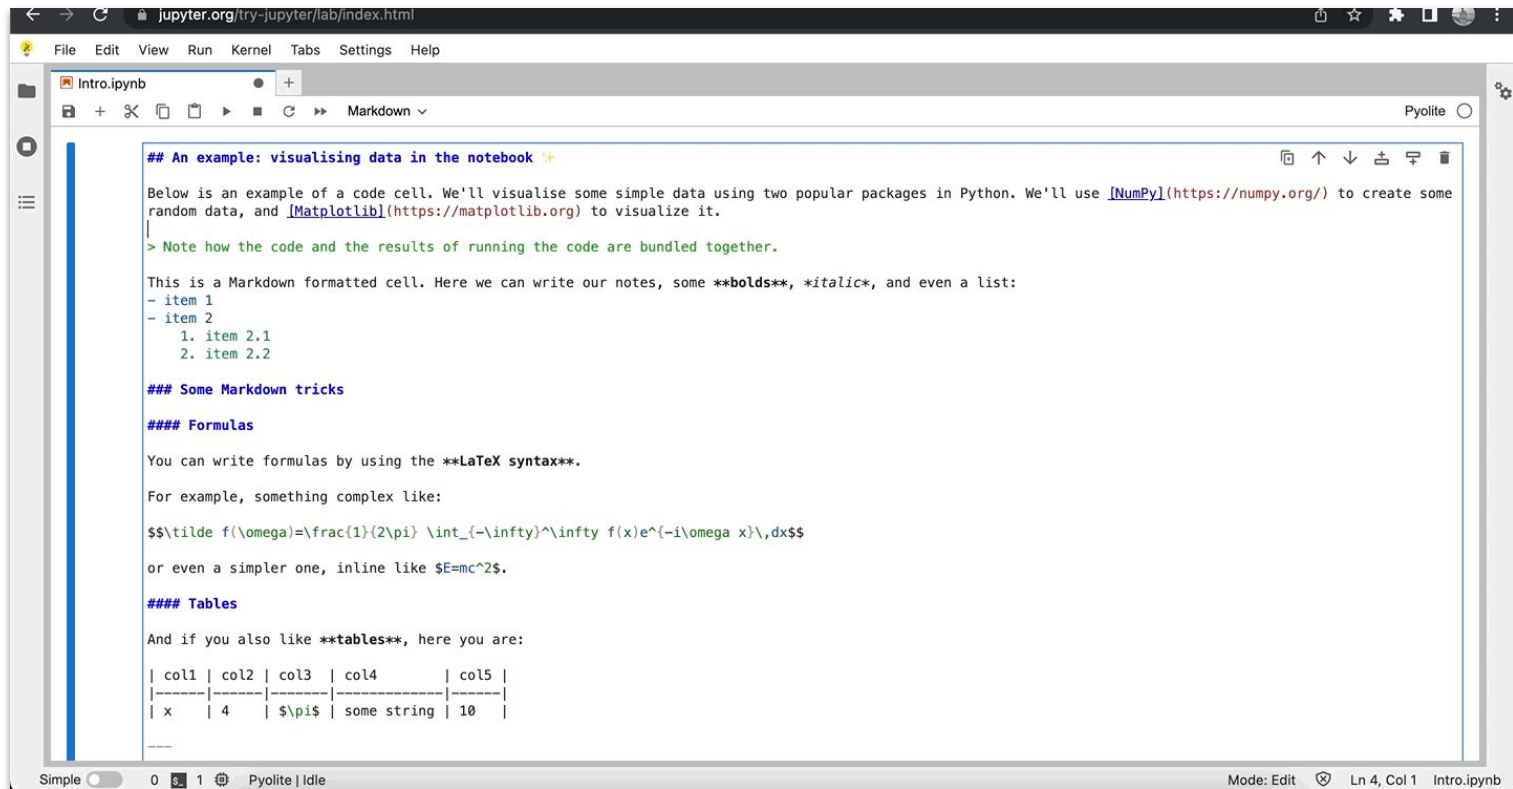 jupyter.org/try-jupyter/lab/index.html
File Edit View Run Kernel Tabs Settings Help
Intro.ipynb
Markdown
Pyolite
## An example: visualising data in the notebook ✨
Below is an example of a code cell. We'll visualise some simple data using two popular packages in Python. We'll use [NumPy](https://numpy.org/) to create some
random data, and [Matplotlib](https://matplotlib.org) to visualize it.
> Note how the code and the results of running the code are bundled together.
This is a Markdown formatted cell. Here we can write our notes, some **bolds**, *italic*, and even a list:
- item 1
- item 2
    1. item 2.1
    2. item 2.2
### Some Markdown tricks
#### Formulas
You can write formulas by using the **LaTeX syntax**.
For example, something complex like:
$$\tilde f(\omega)=\frac{1}{2\pi} \int_{-\infty}^\infty f(x)e^{-i\omega x}\,dx$$
or even a simpler one, inline like $E=mc^2$.
#### Tables
And if you also like **tables**, here you are:
| col1 | col2 | col3  | col4        | col5 |
|------|------|-------|-------------|------|
| x    | 4    | $\pi$ | some string | 10   |
---
Simple 0 $_ 1 Pyolite | Idle Mode: Edit Ln 4, Col 1 Intro.ipynb